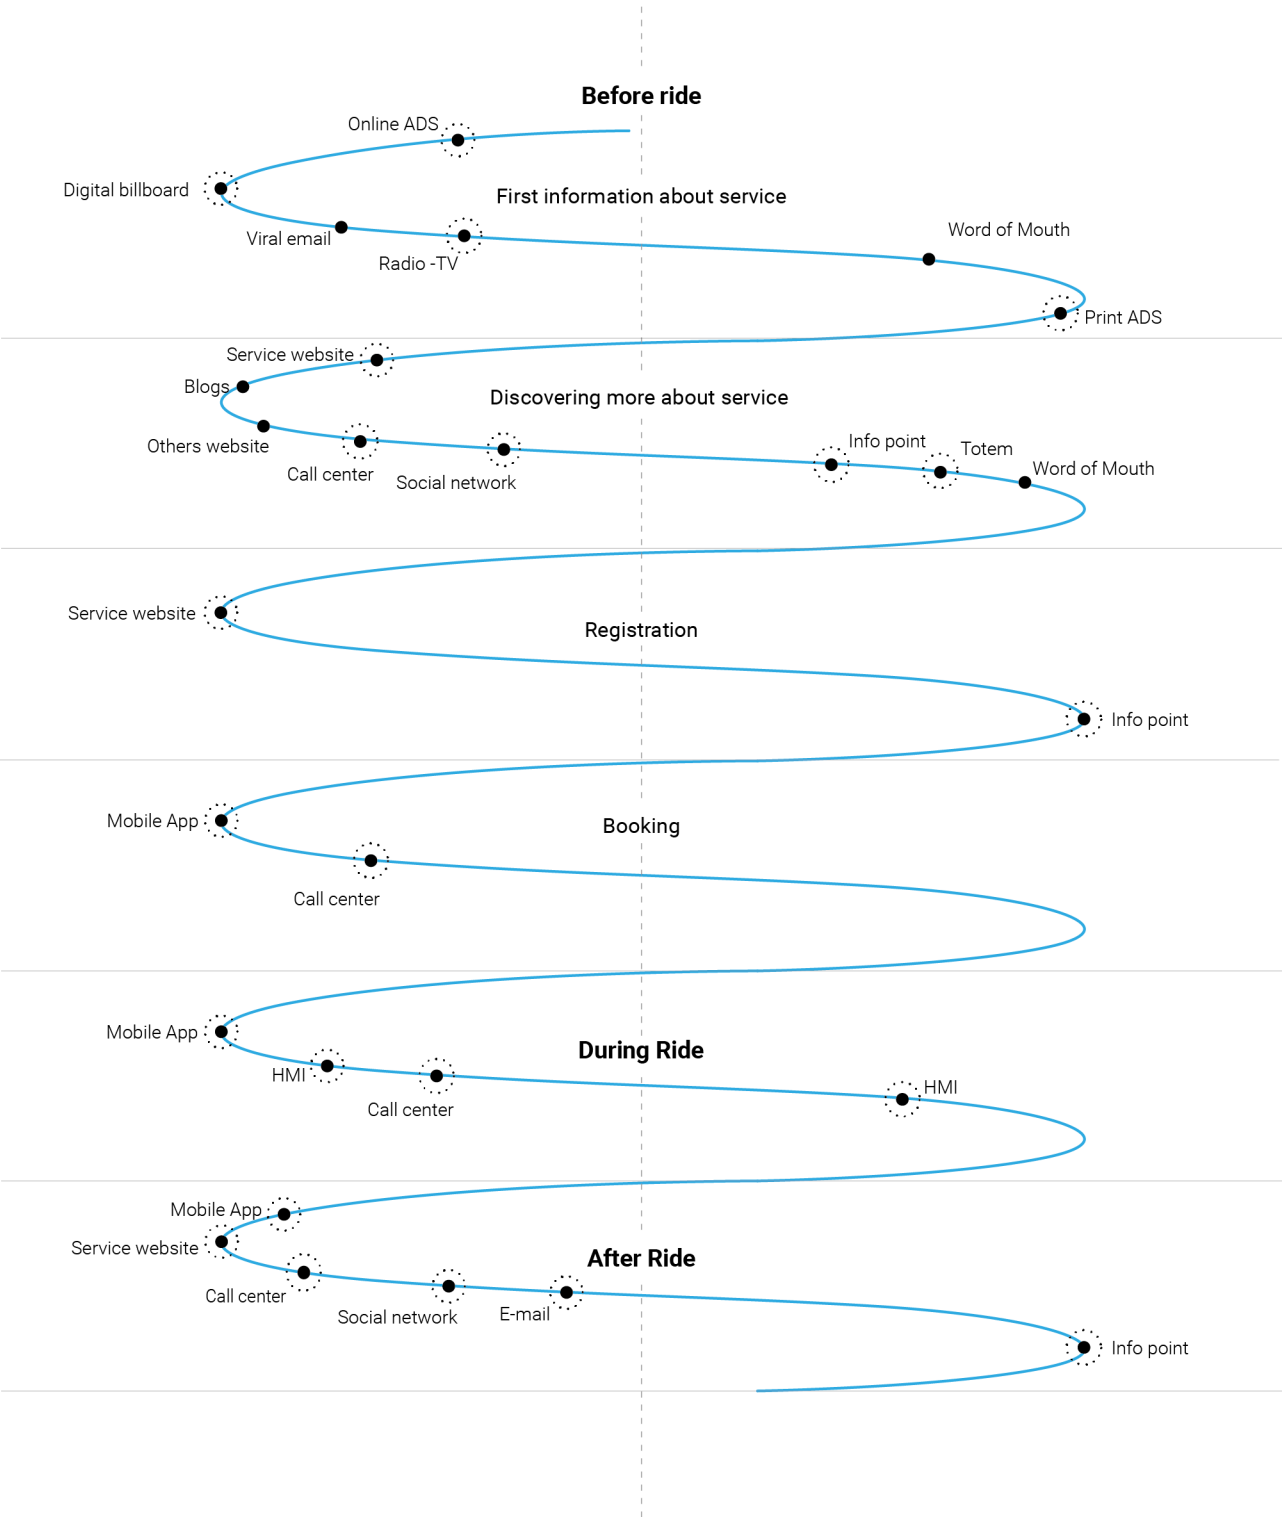 Before ride
Online ADS
Digital billboard
First information about service
Word of Mouth
Viral email
Radio -TV
Print ADS
Service website
Blogs
Discovering more about service
Others website
Info point
Totem
Call center
Word of Mouth
Social network
Service website
Registration
Info point
Mobile App
Booking
Call center
Mobile App
During Ride
HMI
HMI
Call center
Mobile App
Service website
After Ride
Call center
Social network
E-mail
Info point